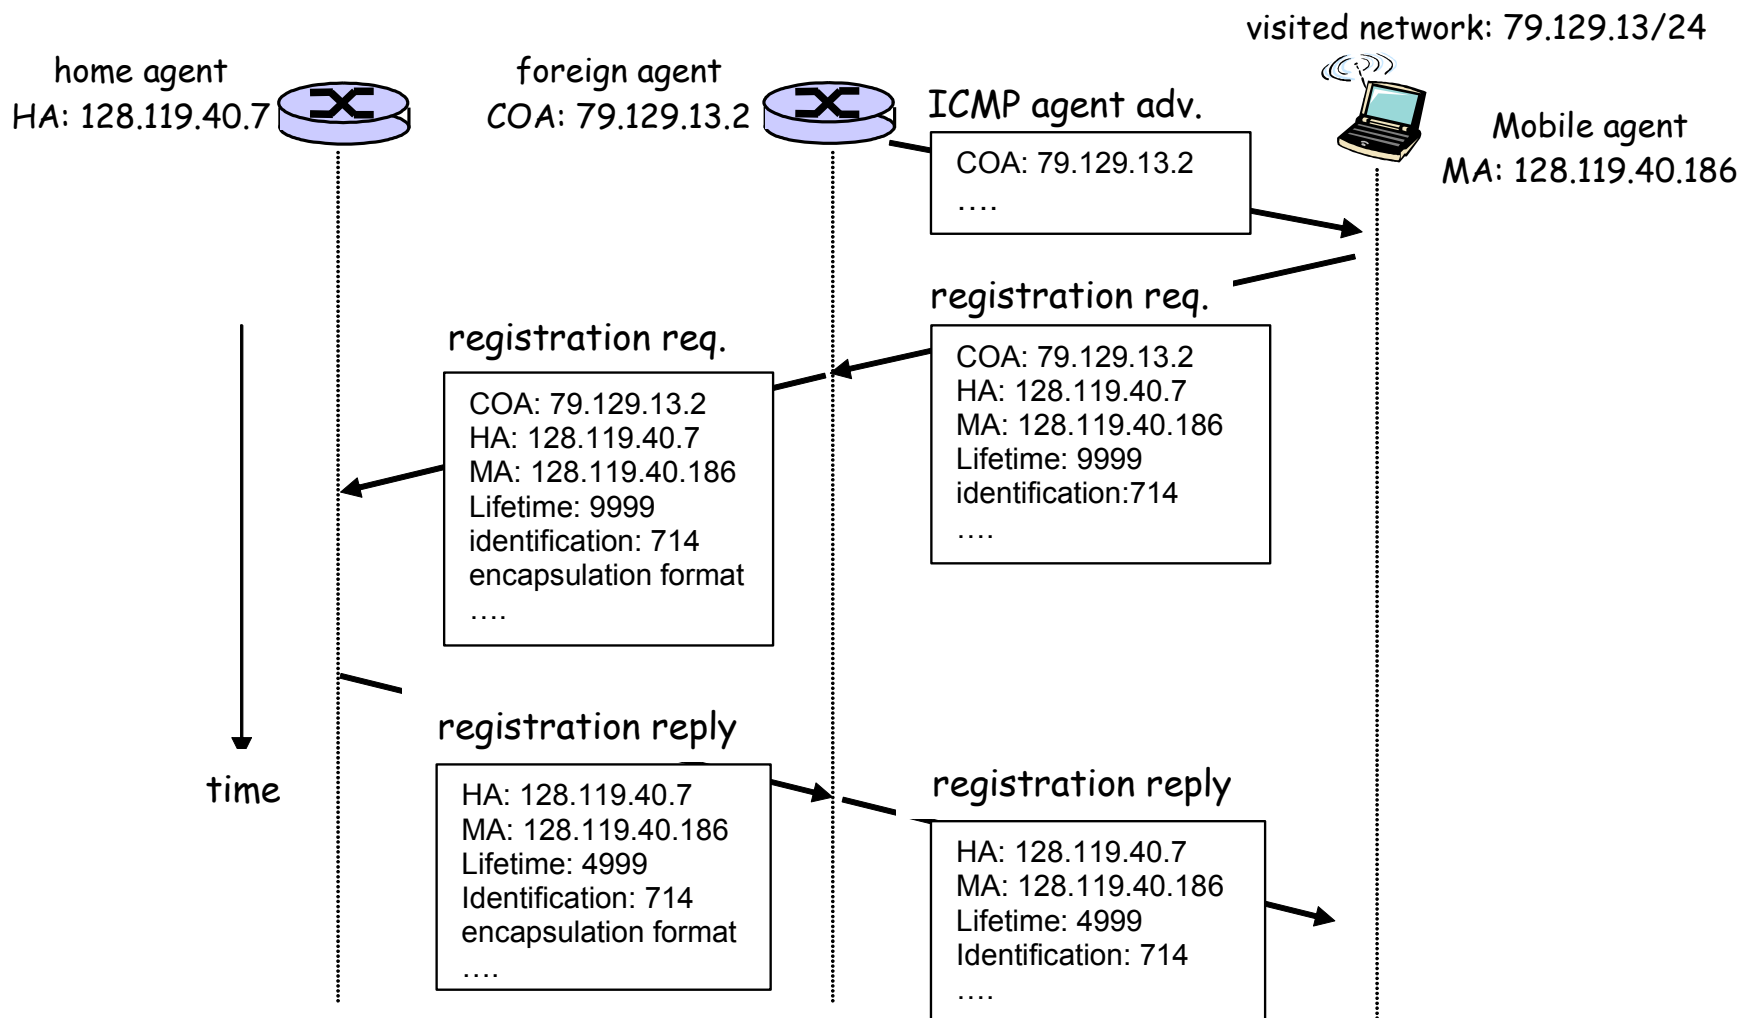 visited network: 79.129.13/24
home agent
HA: 128.119.40.7
foreign agent
COA: 79.129.13.2
ICMP agent adv.
COA: 79.129.13.2
….
Mobile agent
MA: 128.119.40.186
registration req.
COA: 79.129.13.2
HA: 128.119.40.7
MA: 128.119.40.186
Lifetime: 9999
identification:714
….
registration req.
COA: 79.129.13.2
HA: 128.119.40.7
MA: 128.119.40.186
Lifetime: 9999
identification: 714
encapsulation format
….
time
registration reply
HA: 128.119.40.7
MA: 128.119.40.186
Lifetime: 4999
Identification: 714
encapsulation format
….
registration reply
HA: 128.119.40.7
MA: 128.119.40.186
Lifetime: 4999
Identification: 714
….